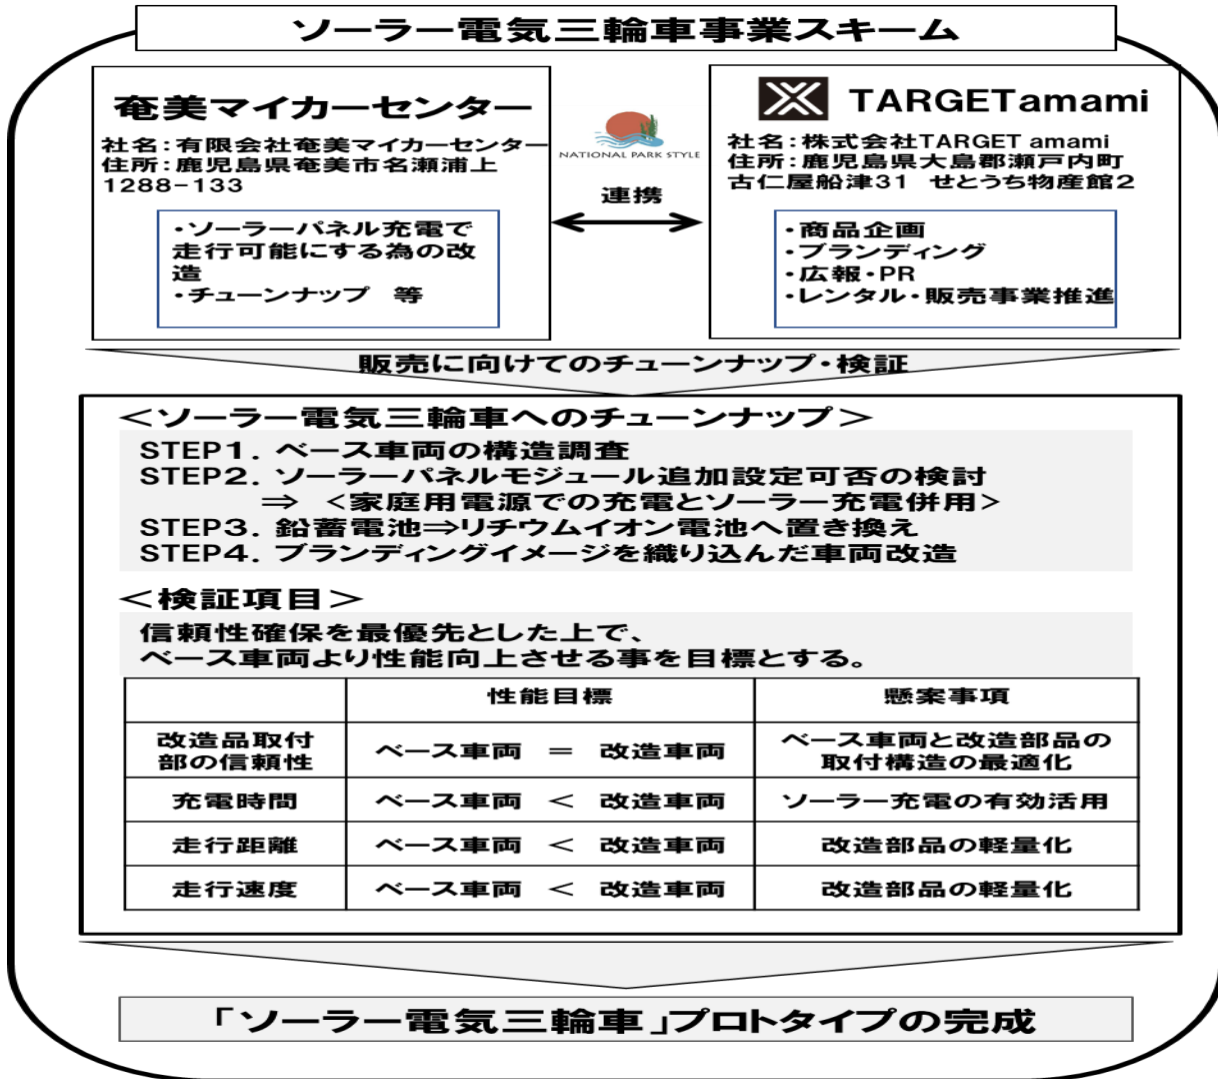 ソーラー電気三輪車事業スキーム
奄美マイカーセンター
社名：有限会社奄美マイカーセンター
住所：鹿児島県奄美市名瀬浦上
1288-133
・ソーラーパネル充電で
走行可能にする為の改
造
・チューンナップ　等
NATIONAL PARK STYLE
連携
TARGETamami
社名：株式会社TARGET amami
住所：鹿児島県大島郡瀬戸内町
古仁屋船津31　せとうち物産館2
・商品企画
・ブランディング
・広報・PR
・レンタル・販売事業推進
販売に向けてのチューンナップ・検証
＜ソーラー電気三輪車へのチューンナップ＞
STEP1．ベース車両の構造調査
STEP2．ソーラーパネルモジュール追加設定可否の検討
⇒　＜家庭用電源での充電とソーラー充電併用＞
STEP3．鉛蓄電池⇒リチウムイオン電池へ置き換え
STEP4．ブランディングイメージを織り込んだ車両改造
＜検証項目＞
信頼性確保を最優先とした上で、
ベース車両より性能向上させる事を目標とする。
性能目標　懸案事項
改造品取付
部の信頼性
ベース車両　＝　改造車両
ベース車両と改造部品の
取付構造の最適化
充電時間　ベース車両　＜　改造車両　ソーラー充電の有効活用
走行距離　ベース車両　＜　改造車両　改造部品の軽量化
走行速度　ベース車両　＜　改造車両　改造部品の軽量化
「ソーラー電気三輪車」プロトタイプの完成